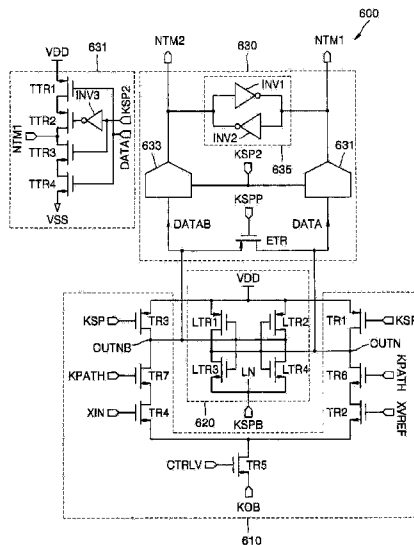 600
NTM2 630 NTM1
VDD 631
TTR1 INV3
TTR2
NTM1
TTR3
TTR4
VSS
KSP2
DATA
INV1
INV2
KSP2 635
633 KSPP 631
DATAB DATA
ETR
VDD
KSP TR3 LTR1 LTR2 TR1 KSP
OUTNB OUTN
KPATH TR7 LTR3 LN LTR4 TR6 KPATH
XIN TR4 KSPB TR2 XVREF
620
CTRLV TR5
KOB
610